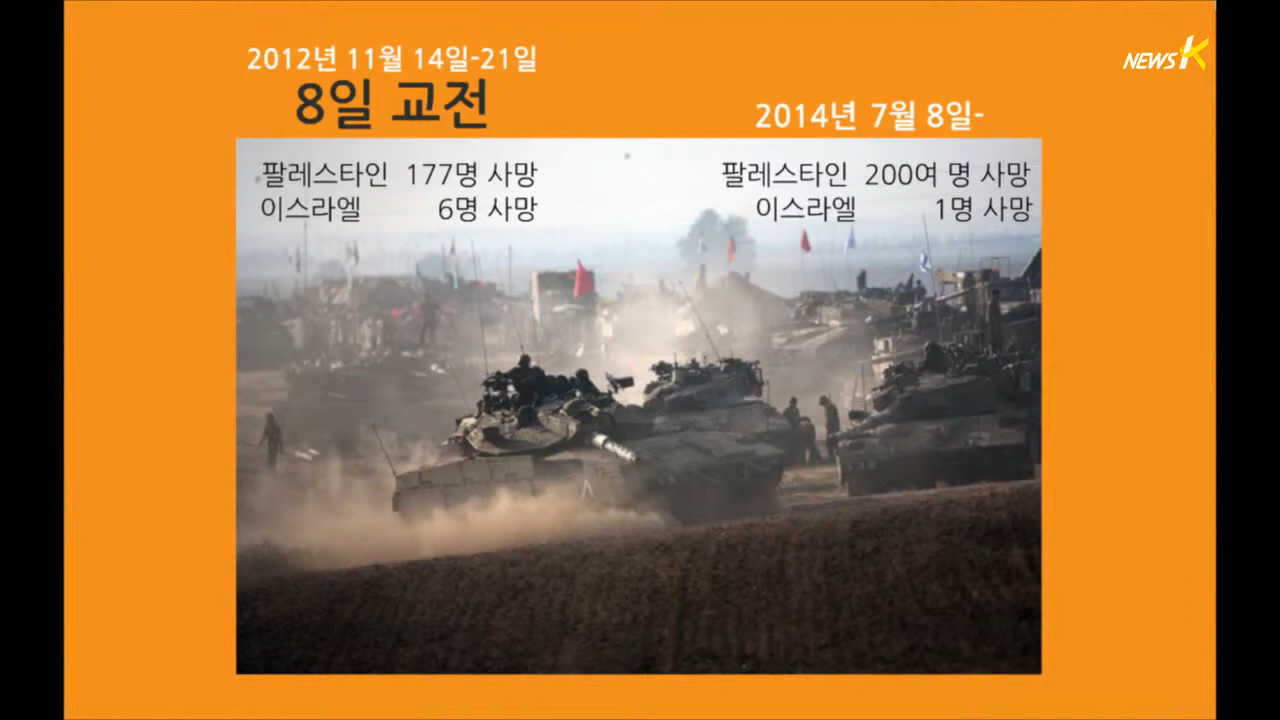 2012년 11월 14일-21일
8일 교전
팔레스타인 177명 사망
이스라엘 6명 사망
2014년 7월 8일-
팔레스타인 200여 명 사망
이스라엘 1명 사망
NEWS K